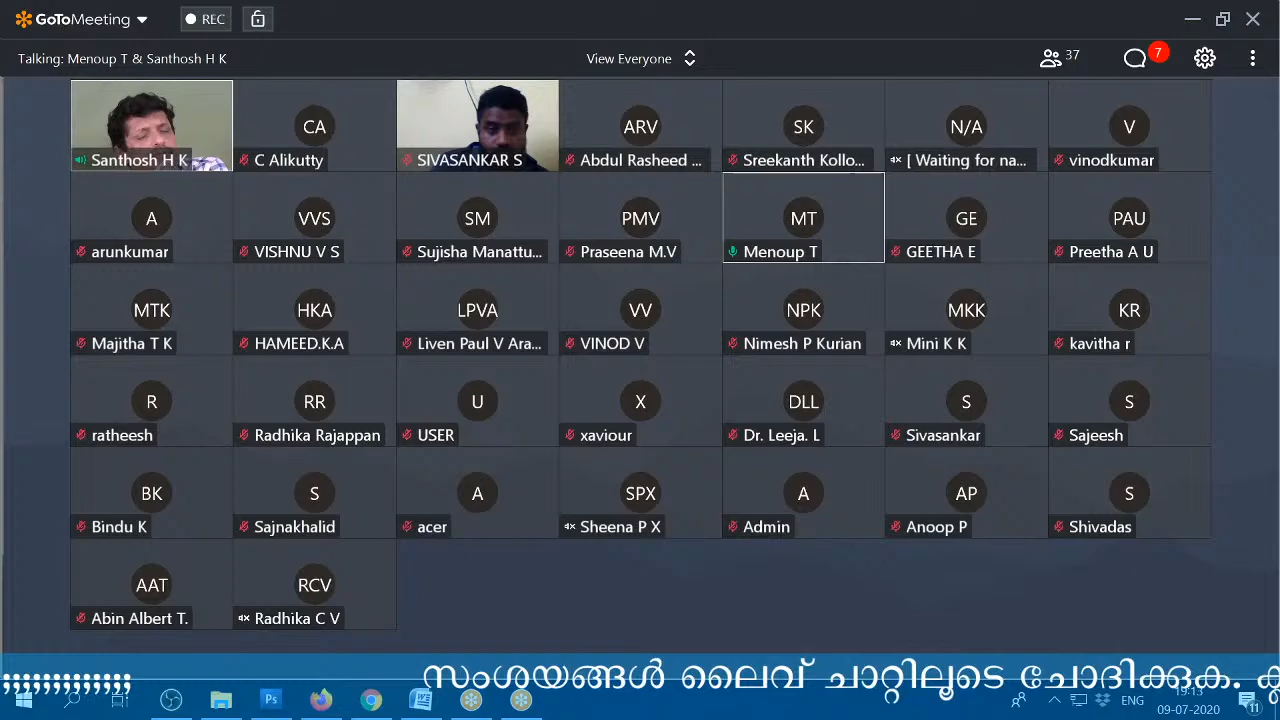 GoToMeeting
REC
Talking: Menoup T & Santhosh H K
View Everyone
37
7
Santhosh H K
CA
C Alikutty
SIVASANKAR S
ARV
Abdul Rasheed ...
SK
Sreekanth Kollo...
N/A
[ Waiting for na...
V
vinodkumar
A
arunkumar
VVS
VISHNU V S
SM
Sujisha Manattu...
PMV
Praseena M.V
MT
Menoup T
GE
GEETHA E
PAU
Preetha A U
MTK
Majitha T K
HKA
HAMEED.K.A
LPVA
Liven Paul V Ara...
VV
VINOD V
NPK
Nimesh P Kurian
MKK
Mini K K
KR
kavitha r
R
ratheesh
RR
Radhika Rajappan
U
USER
X
xaviour
DLL
Dr. Leeja. L
S
Sivasankar
S
Sajeesh
BK
Bindu K
S
Sajnakhalid
A
acer
SPX
Sheena P X
A
Admin
AP
Anoop P
S
Shivadas
AAT
Abin Albert T.
RCV
Radhika C V
സംശയങ്ങൾ ലൈവ് ചാറ്റിലൂടെ ചോദിക്കുക.
Ps
ENG
19:13
09-07-2020
11